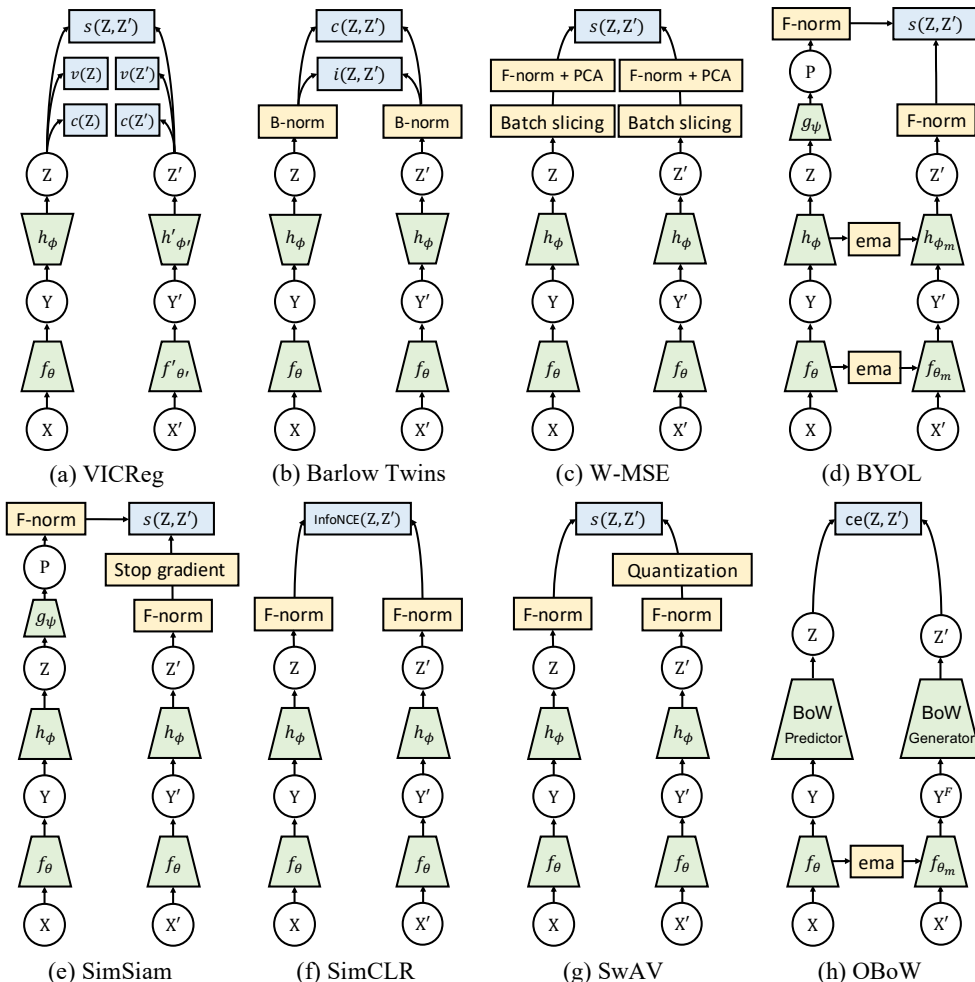 s(Z, Z′)
v(Z) v(Z′)
c(Z) c(Z′)
Z Z′
h_ϕ h′_ϕ′
Y Y′
f_θ f′_θ′
X X′
(a) VICReg
c(Z, Z′)
i(Z, Z′)
B-norm B-norm
Z Z′
h_ϕ h_ϕ
Y Y′
f_θ f_θ
X X′
(b) Barlow Twins
s(Z, Z′)
F-norm + PCA F-norm + PCA
Batch slicing Batch slicing
Z Z′
h_ϕ h_ϕ
Y Y′
f_θ f_θ
X X′
(c) W-MSE
F-norm s(Z, Z′)
P
g_ψ F-norm
Z Z′
h_ϕ ema h_ϕ_m
Y Y′
f_θ ema f_θ_m
X X′
(d) BYOL
F-norm s(Z, Z′)
P Stop gradient
g_ψ F-norm
Z Z′
h_ϕ h_ϕ
Y Y′
f_θ f_θ
X X′
(e) SimSiam
InfoNCE(Z, Z′)
F-norm F-norm
Z Z′
h_ϕ h_ϕ
Y Y′
f_θ f_θ
X X′
(f) SimCLR
s(Z, Z′)
Quantization
F-norm F-norm
Z Z′
h_ϕ h_ϕ
Y Y′
f_θ f_θ
X X′
(g) SwAV
ce(Z, Z′)
Z Z′
BoW BoW
Predictor Generator
Y Y^F
f_θ ema f_θ_m
X X′
(h) OBoW